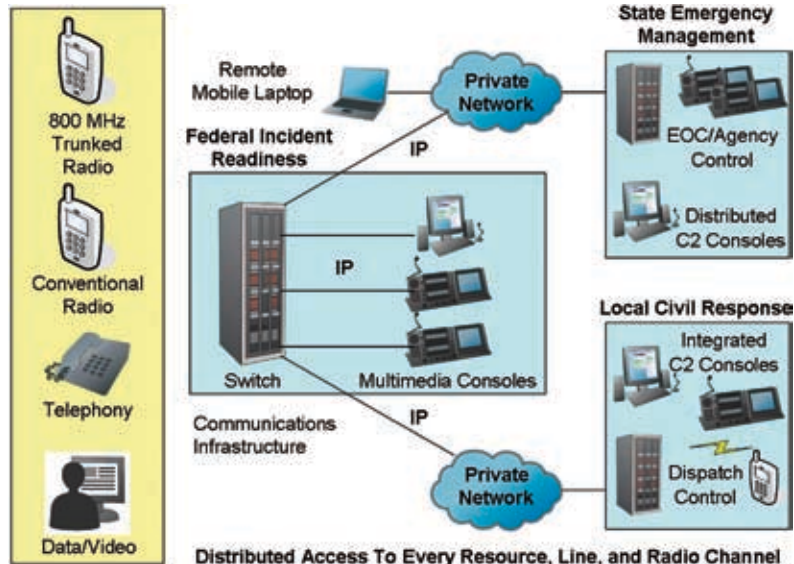 800 MHz
Trunked
Radio
Conventional
Radio
Telephony
Data/Video
Remote
Mobile Laptop
Private
Network
IP
Federal Incident
Readiness
IP
Switch
Multimedia Consoles
Communications
Infrastructure
IP
Private
Network
State Emergency
Management
EOC/Agency
Control
Distributed
C2 Consoles
Local Civil Response
Integrated
C2 Consoles
Dispatch
Control
Distributed Access To Every Resource, Line, and Radio Channel